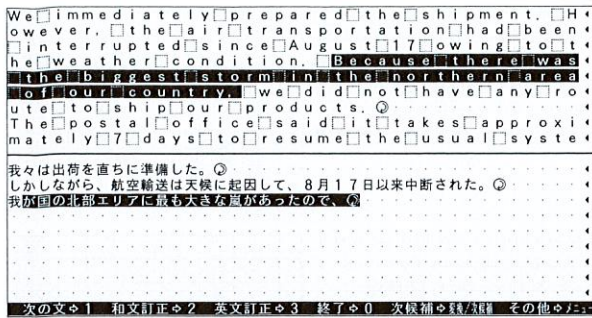 We immediately prepared the shipment. H
owever, the air transportation had been
interrupted since August 17 owing to t
he weather condition. Because there was
the biggest storm in the northern area
of our country, we did not have any ro
ute to ship our products.
The postal office said it takes approxi
mately 7 days to resume the usual syste
我々は出荷を直ちに準備した。
しかしながら、航空輸送は天候に起因して、8月17日以来中断された。
我が国の北部エリアに最も大きな嵐があったので、
次の文⇨1 和文訂正⇨2 英文訂正⇨3 終了⇨0 次候補⇨変換/次候補 その他⇨メニュー